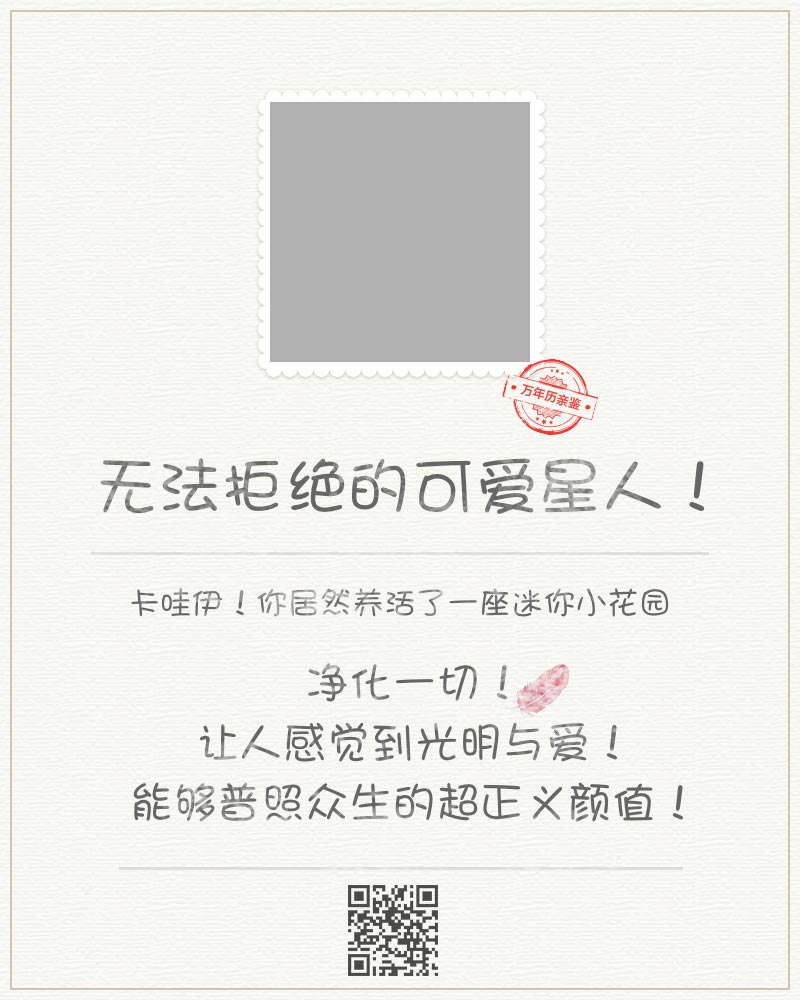 万年历亲鉴
无法拒绝的可爱星人！
卡哇伊！你居然养活了一座迷你小花园
净化一切！
让人感觉到光明与爱！
能够普照众生的超正义颜值！